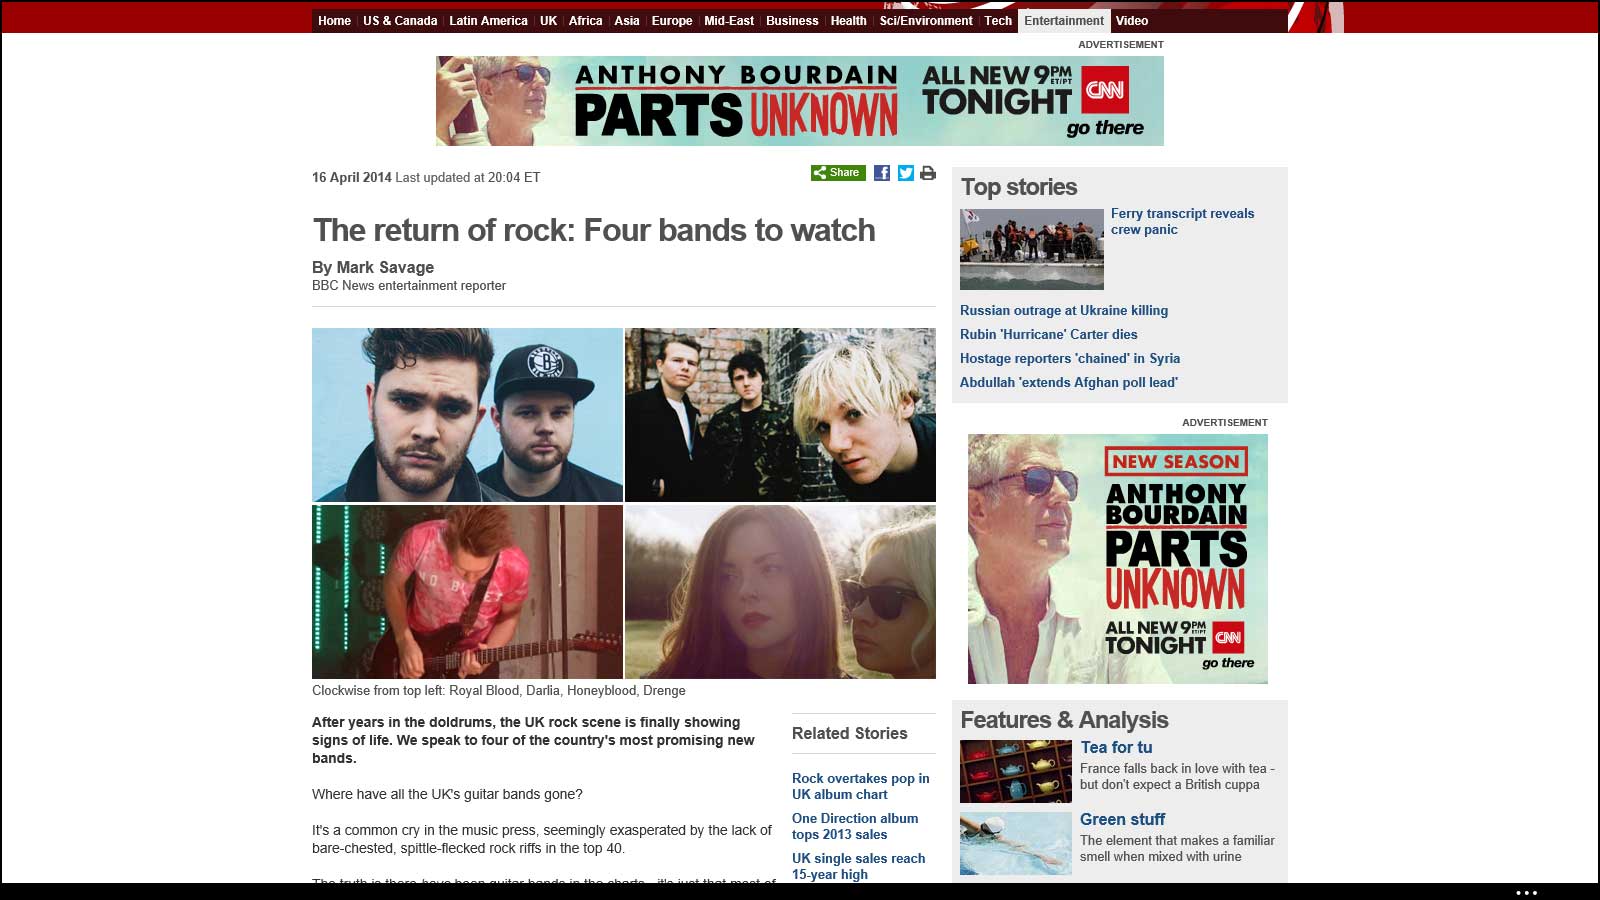 Home US & Canada Latin America UK Africa Asia Europe Mid-East Business Health Sci/Environment Tech Entertainment Video
ADVERTISEMENT
ANTHONY BOURDAIN
PARTS UNKNOWN
ALL NEW 9PM ET/PT
TONIGHT
CNN
go there
16 April 2014 Last updated at 20:04 ET
Share
The return of rock: Four bands to watch
By Mark Savage
BBC News entertainment reporter
Clockwise from top left: Royal Blood, Darlia, Honeyblood, Drenge
After years in the doldrums, the UK rock scene is finally showing
signs of life. We speak to four of the country's most promising new
bands.
Where have all the UK's guitar bands gone?
It's a common cry in the music press, seemingly exasperated by the lack of
bare-chested, spittle-flecked rock riffs in the top 40.
Related Stories
Rock overtakes pop in
UK album chart
One Direction album
tops 2013 sales
UK single sales reach
15-year high
Top stories
Ferry transcript reveals
crew panic
Russian outrage at Ukraine killing
Rubin 'Hurricane' Carter dies
Hostage reporters 'chained' in Syria
Abdullah 'extends Afghan poll lead'
ADVERTISEMENT
NEW SEASON
ANTHONY
BOURDAIN
PARTS
UNKNOWN
ALL NEW 9PM ET/PT
TONIGHT
CNN
go there
Features & Analysis
Tea for tu
France falls back in love with tea -
but don't expect a British cuppa
Green stuff
The element that makes a familiar
smell when mixed with urine